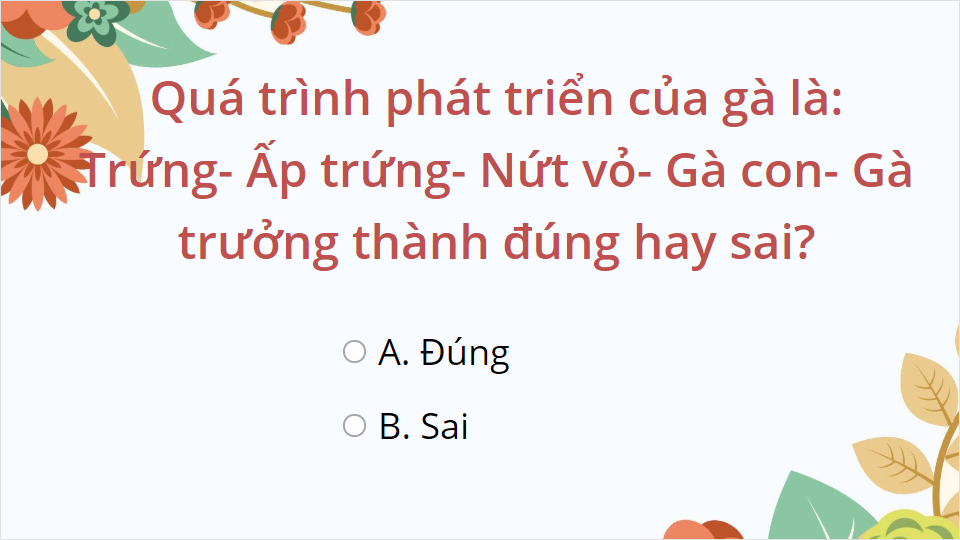 Quá trình phát triển của gà là:
Trứng- Ấp trứng- Nứt vỏ- Gà con- Gà
trưởng thành đúng hay sai?
A. Đúng
B. Sai